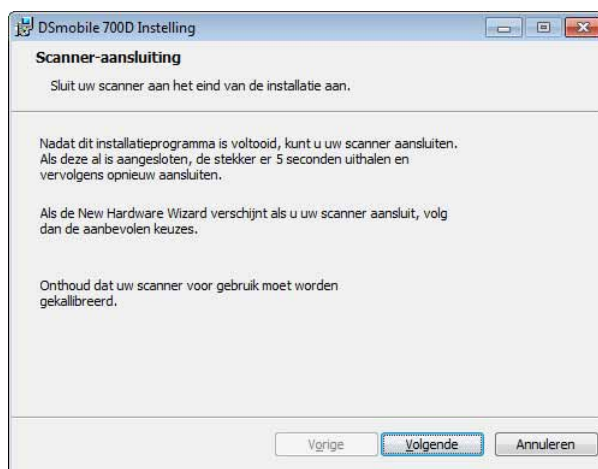 DSmobile 700D Instelling
Scanner-aansluiting
Sluit uw scanner aan het eind van de installatie aan.
Nadat dit installatieprogramma is voltooid, kunt u uw scanner aansluiten.
Als deze al is aangesloten, de stekker er 5 seconden uithalen en
vervolgens opnieuw aansluiten.
Als de New Hardware Wizard verschijnt als u uw scanner aansluit, volg
dan de aanbevolen keuzes.
Onthoud dat uw scanner voor gebruik moet worden
gekallibreerd.
Vorige Volgende Annuleren